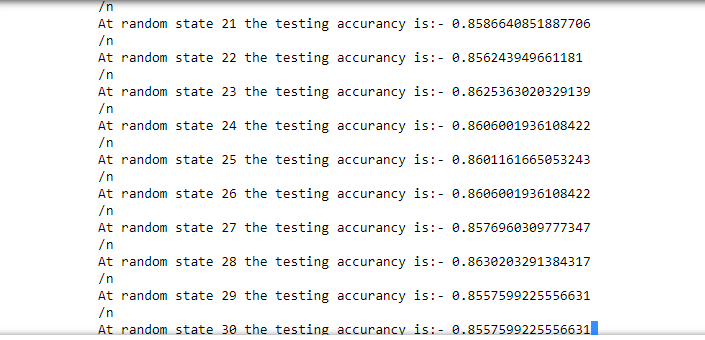 /n
At random state 21 the testing accurancy is:- 0.8586640851887706
/n
At random state 22 the testing accurancy is:- 0.856243949661181
/n
At random state 23 the testing accurancy is:- 0.8625363020329139
/n
At random state 24 the testing accurancy is:- 0.8606001936108422
/n
At random state 25 the testing accurancy is:- 0.8601161665053243
/n
At random state 26 the testing accurancy is:- 0.8606001936108422
/n
At random state 27 the testing accurancy is:- 0.8576960309777347
/n
At random state 28 the testing accurancy is:- 0.8630203291384317
/n
At random state 29 the testing accurancy is:- 0.8557599225556631
/n
At random state 30 the testing accurancy is:- 0.8557599225556631